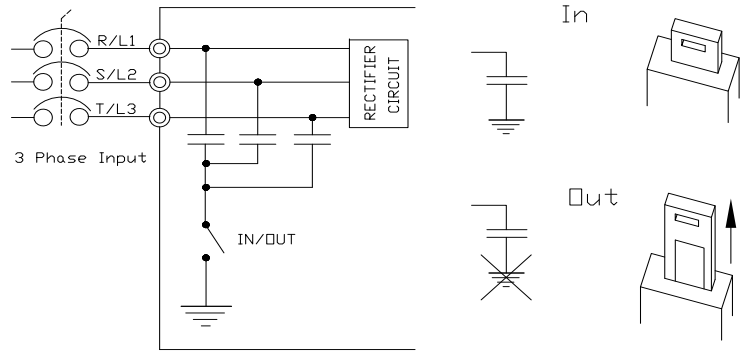 In
R/L1
S/L2
T/L3
RECTIFIER
CIRCUIT
3 Phase Input
Out
IN/OUT